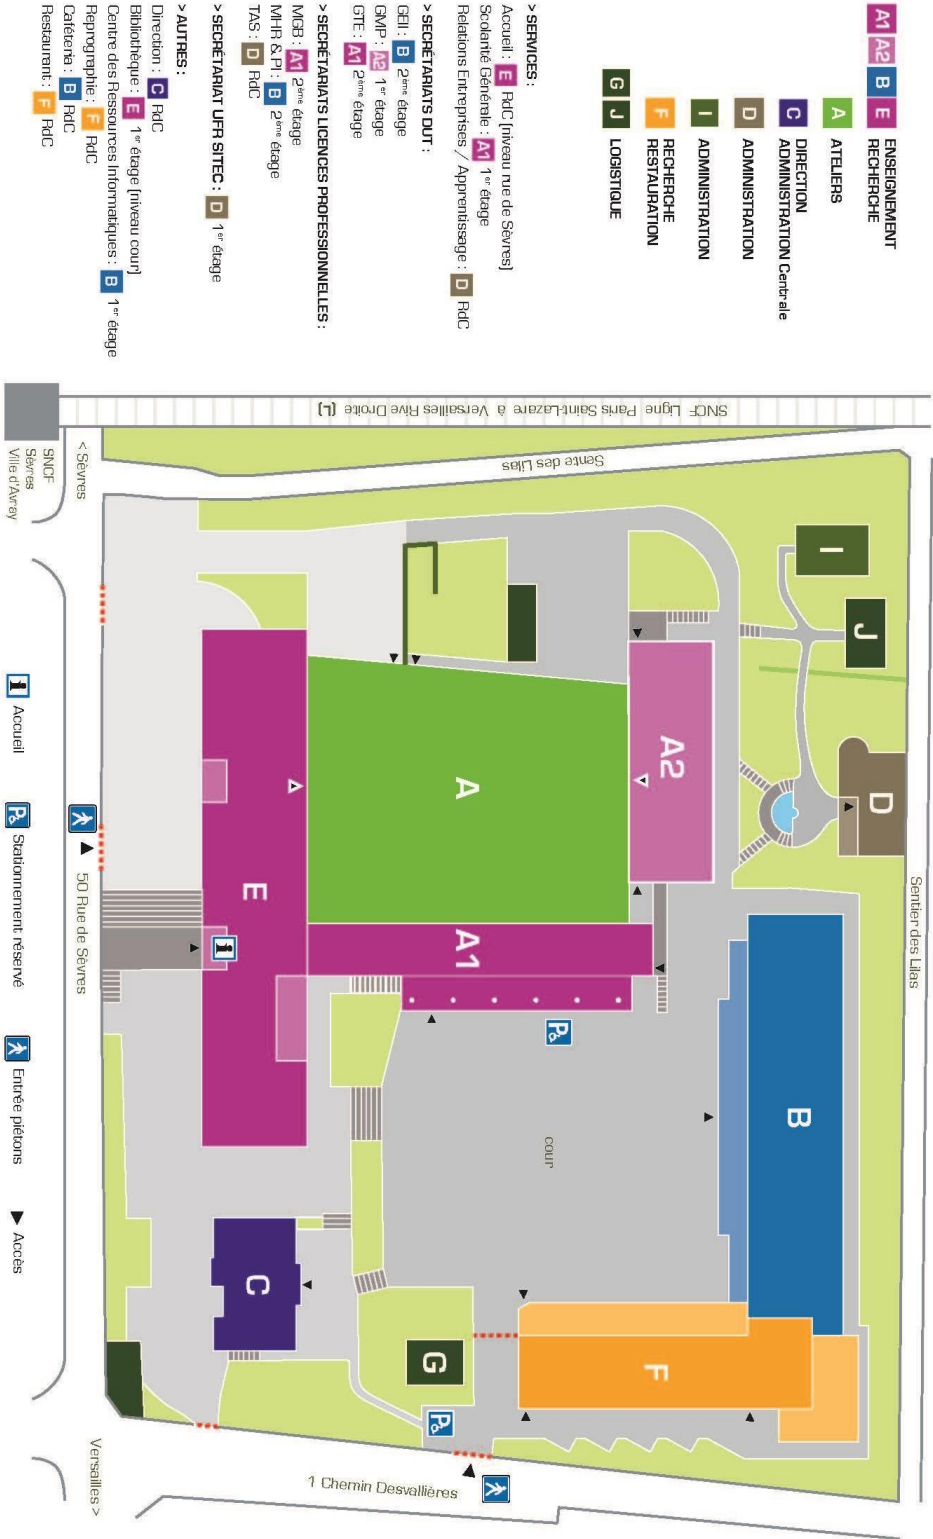 A1 A2 B E ENSEIGNEMENT
RECHERCHE
A ATELIERS
C DIRECTION
ADMINISTRATION Centrale
D ADMINISTRATION
I ADMINISTRATION
F RECHERCHE
RESTAURATION
G J LOGISTIQUE
> SERVICES :
Accueil : E RdC [niveau rue de Sèvres]
Scolarité Générale : A1 1er étage
Relations Entreprises / Apprentissage : D RdC
> SECRÉTARIATS DUT :
GEII : B 2ème étage
GMP : A2 1er étage
GTE : A1 2ème étage
> SECRÉTARIATS LICENCES PROFESSIONNELLES :
MGB : A1 2ème étage
MHR & PI : B 2ème étage
TAS : D RdC
> SECRÉTARIAT UFR SITEC : D 1er étage
> AUTRES :
Direction : C RdC
Bibliothèque : E 1er étage [niveau cour]
Centre des Ressources Informatiques : B 1er étage
Caféteria : B RdC
Reprographie : F RdC
Restaurant : F RdC
SNCF Ligne Paris Saint-Lazare à Versailles Rive Droite (L)
Sente des Lilas
Sentier des Lilas
I
J
D
A2
A
A1
E
i
B
P
cour
C
G
F
P
1 Chemin Desvallières
< Sèvres
50 Rue de Sèvres
Versailles >
SNCF
Sèvres
Ville d'Avray
i Accueil
P Stationnement réservé
Entrée piétons
Accès